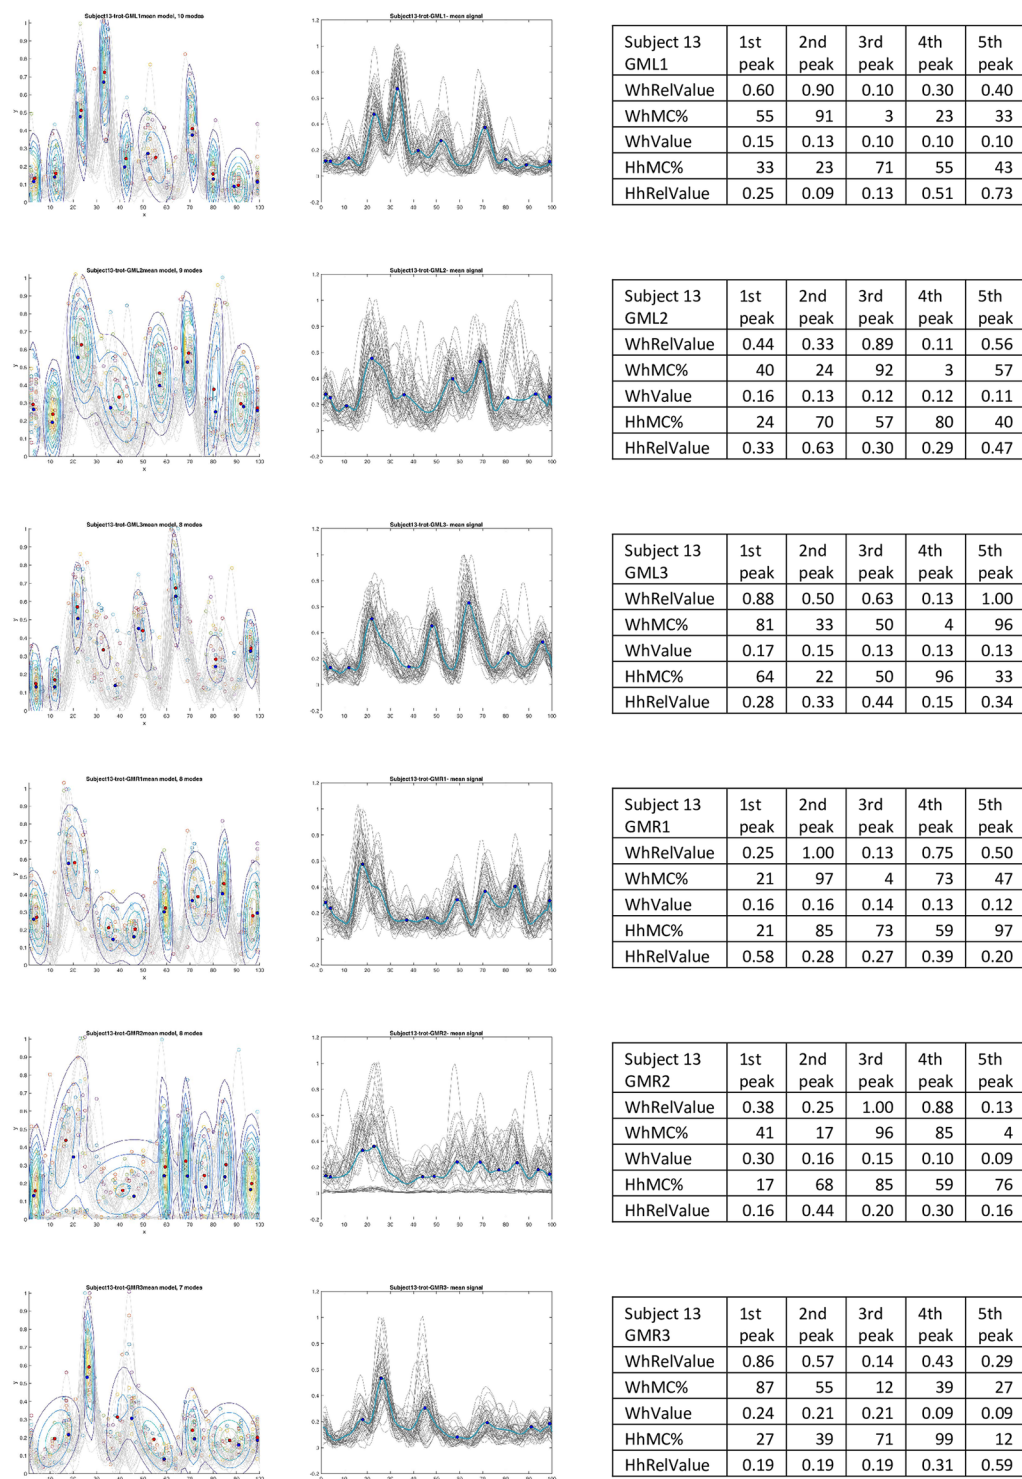 Subject13-trot-GML1mean model, 10 modes
Subject13-trot-GML1- mean signal
Subject 13 GML1 1st peak 2nd peak 3rd peak 4th peak 5th peak
WhRelValue 0.60 0.90 0.10 0.30 0.40
WhMC% 55 91 3 23 33
WhValue 0.15 0.13 0.10 0.10 0.10
HhMC% 33 23 71 55 43
HhRelValue 0.25 0.09 0.13 0.51 0.73
Subject13-trot-GML2mean model, 9 modes
Subject13-trot-GML2- mean signal
Subject 13 GML2 1st peak 2nd peak 3rd peak 4th peak 5th peak
WhRelValue 0.44 0.33 0.89 0.11 0.56
WhMC% 40 24 92 3 57
WhValue 0.16 0.13 0.12 0.12 0.11
HhMC% 24 70 57 80 40
HhRelValue 0.33 0.63 0.30 0.29 0.47
Subject13-trot-GML3mean model, 8 modes
Subject13-trot-GML3- mean signal
Subject 13 GML3 1st peak 2nd peak 3rd peak 4th peak 5th peak
WhRelValue 0.88 0.50 0.63 0.13 1.00
WhMC% 81 33 50 4 96
WhValue 0.17 0.15 0.13 0.13 0.13
HhMC% 64 22 50 96 33
HhRelValue 0.28 0.33 0.44 0.15 0.34
Subject13-trot-GMR1mean model, 8 modes
Subject13-trot-GMR1- mean signal
Subject 13 GMR1 1st peak 2nd peak 3rd peak 4th peak 5th peak
WhRelValue 0.25 1.00 0.13 0.75 0.50
WhMC% 21 97 4 73 47
WhValue 0.16 0.16 0.14 0.13 0.12
HhMC% 21 85 73 59 97
HhRelValue 0.58 0.28 0.27 0.39 0.20
Subject13-trot-GMR2mean model, 8 modes
Subject13-trot-GMR2- mean signal
Subject 13 GMR2 1st peak 2nd peak 3rd peak 4th peak 5th peak
WhRelValue 0.38 0.25 1.00 0.88 0.13
WhMC% 41 17 96 85 4
WhValue 0.30 0.16 0.15 0.10 0.09
HhMC% 17 68 85 59 76
HhRelValue 0.16 0.44 0.20 0.30 0.16
Subject13-trot-GMR3mean model, 7 modes
Subject13-trot-GMR3- mean signal
Subject 13 GMR3 1st peak 2nd peak 3rd peak 4th peak 5th peak
WhRelValue 0.86 0.57 0.14 0.43 0.29
WhMC% 87 55 12 39 27
WhValue 0.24 0.21 0.21 0.09 0.09
HhMC% 27 39 71 99 12
HhRelValue 0.19 0.19 0.19 0.31 0.59